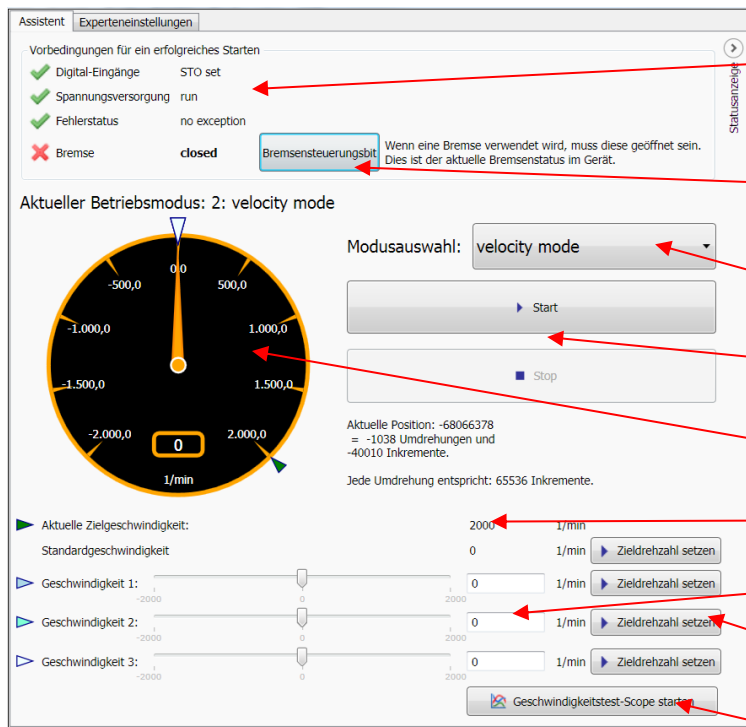 Assistent Experteneinstellungen
Vorbedingungen für ein erfolgreiches Starten
Digital-Eingänge STO set
Spannungsversorgung run
Fehlerstatus no exception
Bremse closed Bremsensteuerungsbit Wenn eine Bremse verwendet wird, muss diese geöffnet sein.
Dies ist der aktuelle Bremsenstatus im Gerät.
Statusanzeige
Aktueller Betriebsmodus: 2: velocity mode
Modusauswahl: velocity mode
Start
Stop
0,0
-500,0 500,0
-1.000,0 1.000,0
-1.500,0 1.500,0
-2.000,0 2.000,0
0
1/min
Aktuelle Position: -68066378
= -1038 Umdrehungen und
-40010 Inkremente.
Jede Umdrehung entspricht: 65536 Inkremente.
Aktuelle Zielgeschwindigkeit: 2000 1/min
Standardgeschwindigkeit 0 1/min Zieldrehzahl setzen
Geschwindigkeit 1: 0 1/min Zieldrehzahl setzen
-2000 0 2000
Geschwindigkeit 2: 0 1/min Zieldrehzahl setzen
-2000 0 2000
Geschwindigkeit 3: 0 1/min Zieldrehzahl setzen
-2000 0 2000
Geschwindigkeitstest-Scope starten